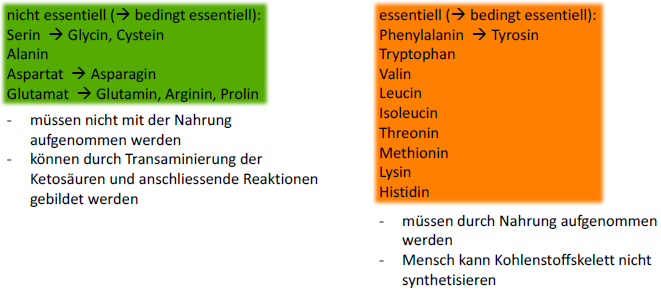 nicht essentiell (→ bedingt essentiell):
Serin → Glycin, Cystein
Alanin
Aspartat → Asparagin
Glutamat → Glutamin, Arginin, Prolin
- müssen nicht mit der Nahrung
aufgenommen werden
- können durch Transaminierung der
Ketosäuren und anschliessende Reaktionen
gebildet werden
essentiell (→ bedingt essentiell):
Phenylalanin → Tyrosin
Tryptophan
Valin
Leucin
Isoleucin
Threonin
Methionin
Lysin
Histidin
- müssen durch Nahrung aufgenommen
werden
- Mensch kann Kohlenstoffskelett nicht
synthetisieren